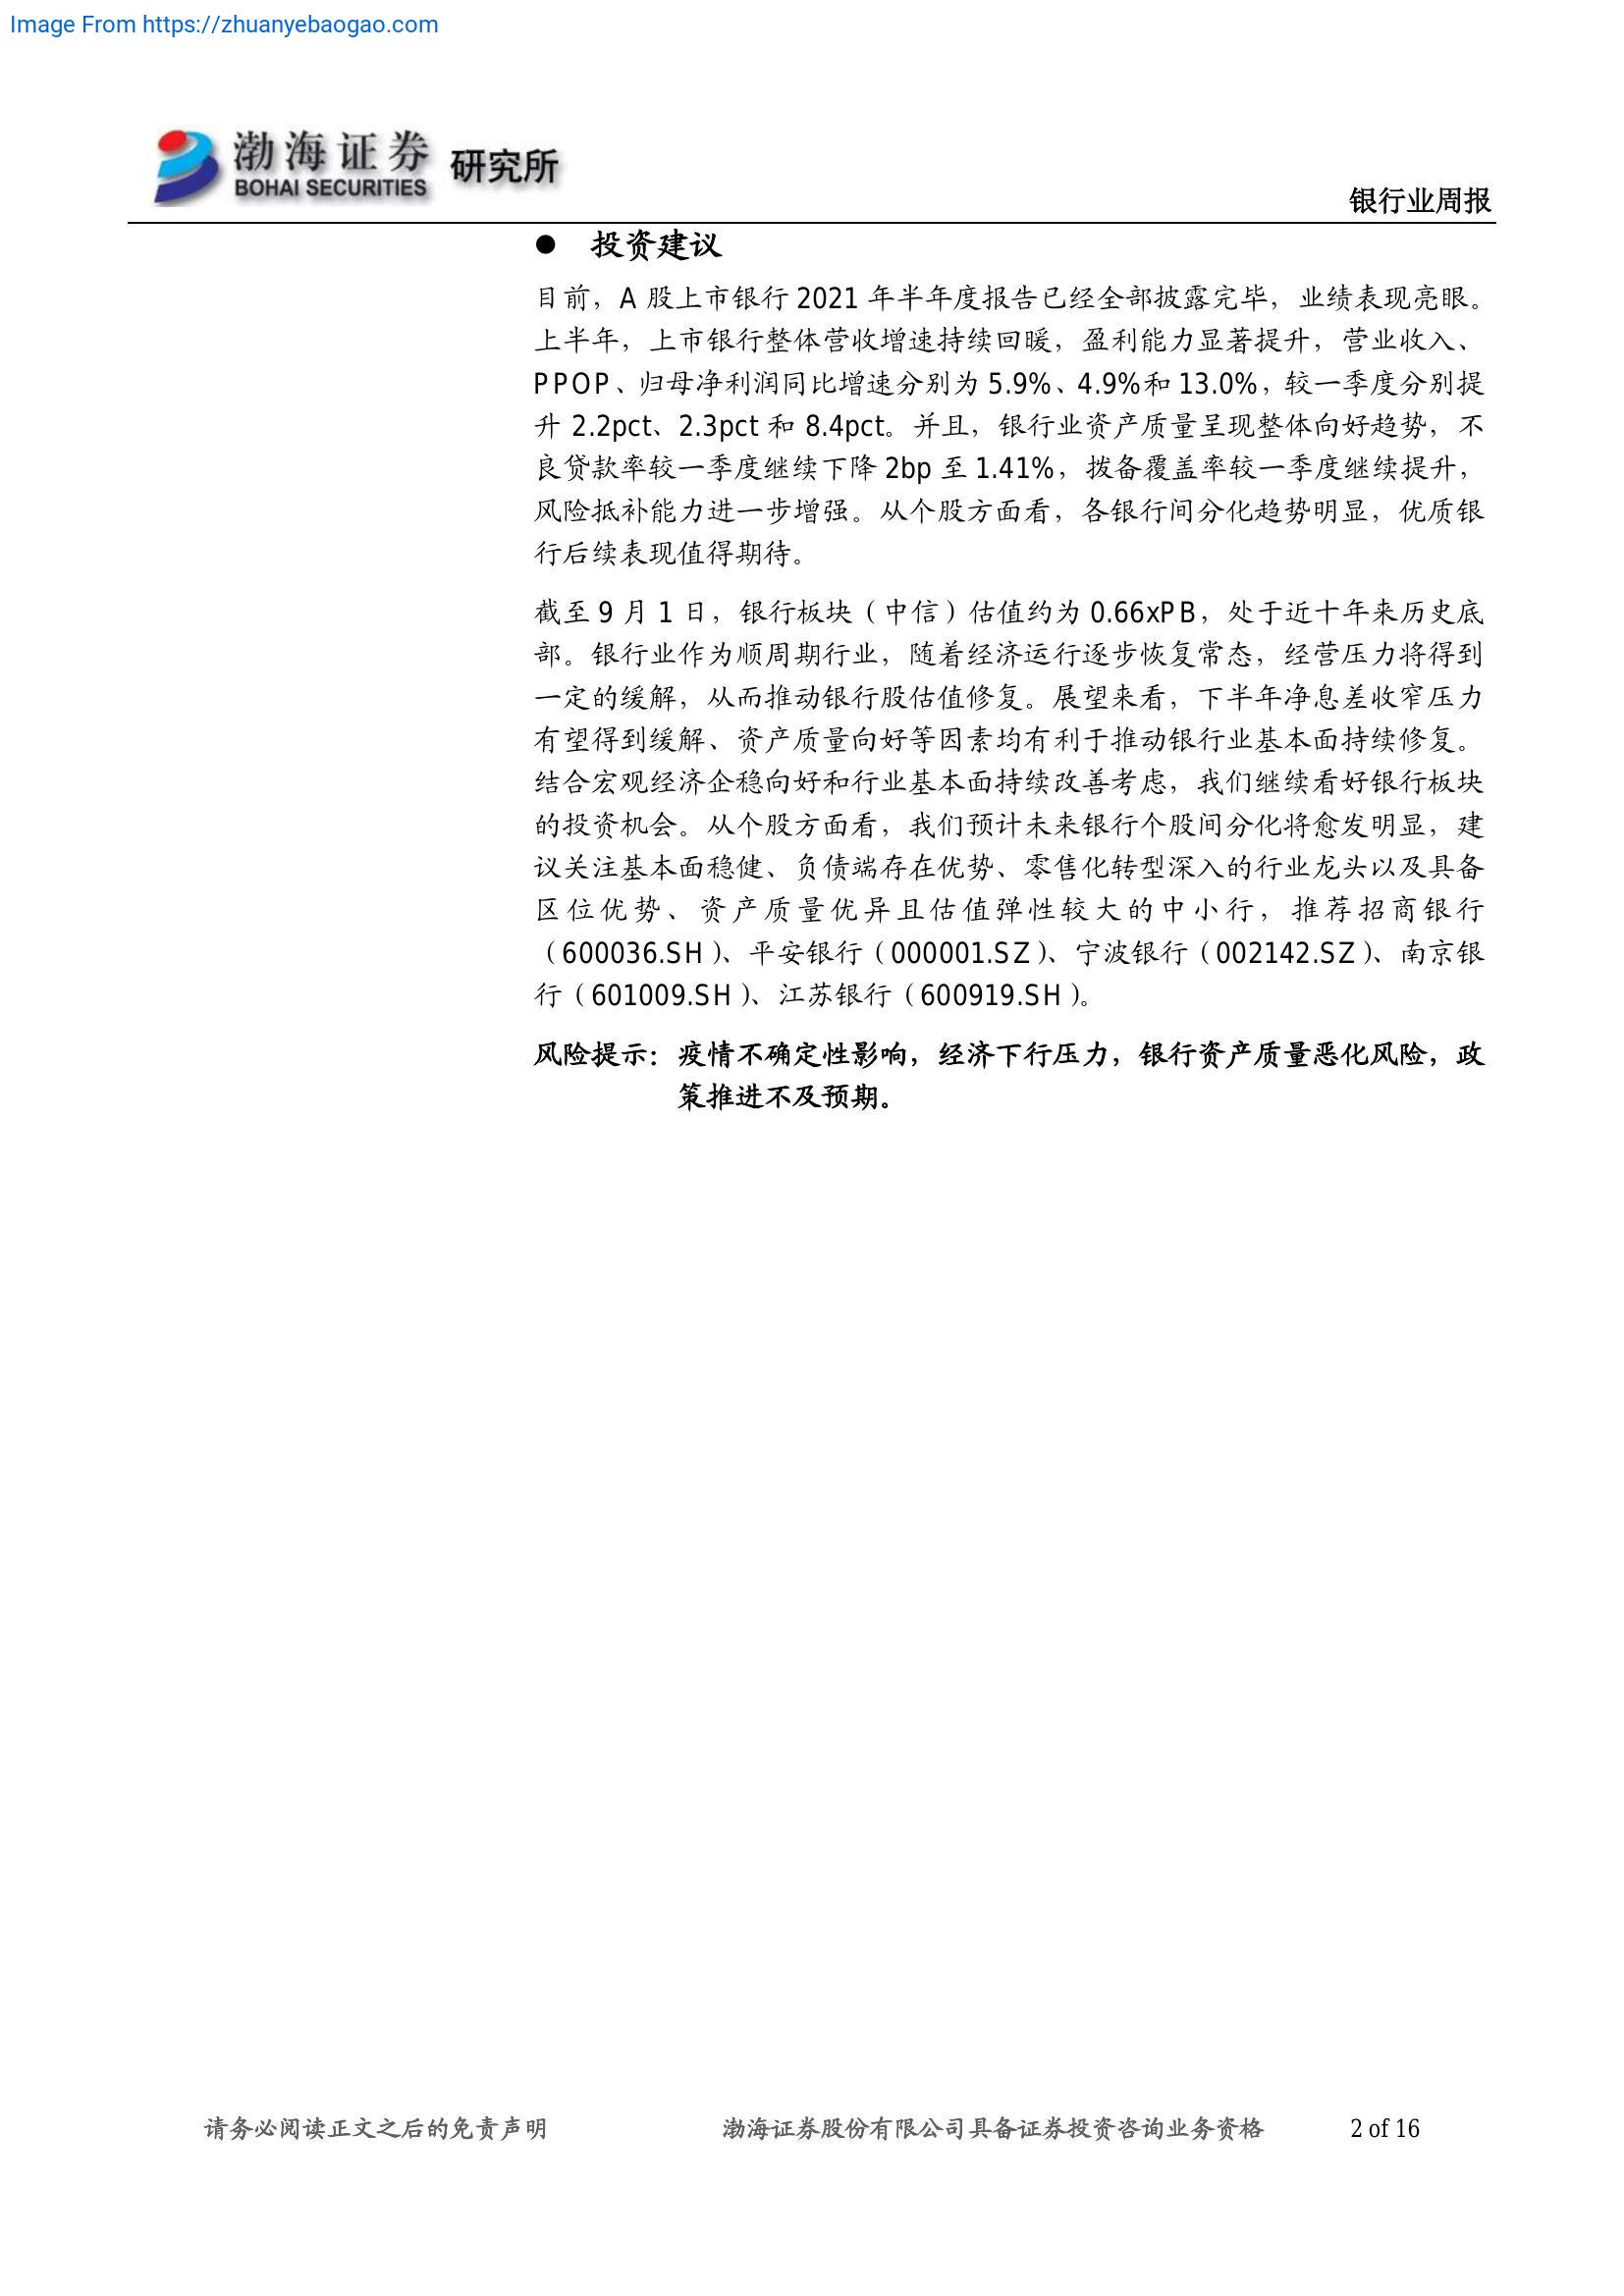 Image From https://zhuanyebaogao.com
渤海证券
BOHAI SECURITIES
研究所
银行业周报
● 投资建议
目前，A 股上市银行 2021 年半年度报告已经全部披露完毕，业绩表现亮眼。
上半年，上市银行整体营收增速持续回暖，盈利能力显著提升，营业收入、
PPOP、归母净利润同比增速分别为 5.9%、4.9%和 13.0%，较一季度分别提
升 2.2pct、2.3pct 和 8.4pct。并且，银行业资产质量呈现整体向好趋势，不
良贷款率较一季度继续下降 2bp 至 1.41%，拨备覆盖率较一季度继续提升，
风险抵补能力进一步增强。从个股方面看，各银行间分化趋势明显，优质银
行后续表现值得期待。
截至 9 月 1 日，银行板块（中信）估值约为 0.66xPB，处于近十年来历史底
部。银行业作为顺周期行业，随着经济运行逐步恢复常态，经营压力将得到
一定的缓解，从而推动银行股估值修复。展望来看，下半年净息差收窄压力
有望得到缓解、资产质量向好等因素均有利于推动银行业基本面持续修复。
结合宏观经济企稳向好和行业基本面持续改善考虑，我们继续看好银行板块
的投资机会。从个股方面看，我们预计未来银行个股间分化将愈发明显，建
议关注基本面稳健、负债端存在优势、零售化转型深入的行业龙头以及具备
区位优势、资产质量优异且估值弹性较大的中小行，推荐招商银行
（600036.SH）、平安银行（000001.SZ）、宁波银行（002142.SZ）、南京银
行（601009.SH）、江苏银行（600919.SH）。
风险提示：疫情不确定性影响，经济下行压力，银行资产质量恶化风险，政
策推进不及预期。
请务必阅读正文之后的免责声明 渤海证券股份有限公司具备证券投资咨询业务资格 2 of 16